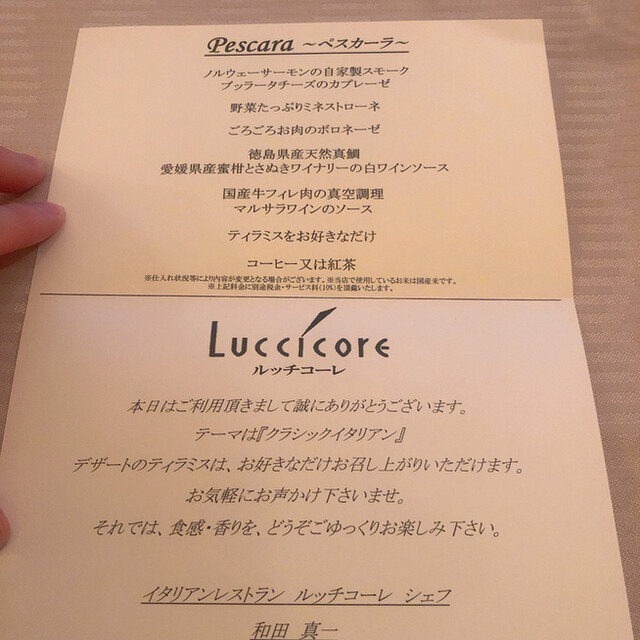 Pescara ～ペスカーラ～
ノルウェーサーモンの自家製スモーク
ブッラータチーズのカプレーゼ
野菜たっぷりミネストローネ
ごろごろお肉のボロネーゼ
徳島県産天然真鯛
愛媛県産蜜柑とさぬきワイナリーの白ワインソース
国産牛フィレ肉の真空調理
マルサラワインのソース
ティラミスをお好きなだけ
コーヒー又は紅茶
※仕入れ状況等により内容が変更となる場合がございます。※当店で使用しているお米は国産米です。
※上記料金に別途税金・サービス料(10%)を頂戴いたします。
Luccicore
ルッチコーレ
本日はご利用頂きまして誠にありがとうございます。
テーマは『クラシックイタリアン』
デザートのティラミスは、お好きなだけお召し上がりいただけます。
お気軽にお声かけ下さいませ。
それでは、食感・香りを、どうぞごゆっくりお楽しみ下さい。
イタリアンレストラン ルッチコーレ シェフ
和田 真一